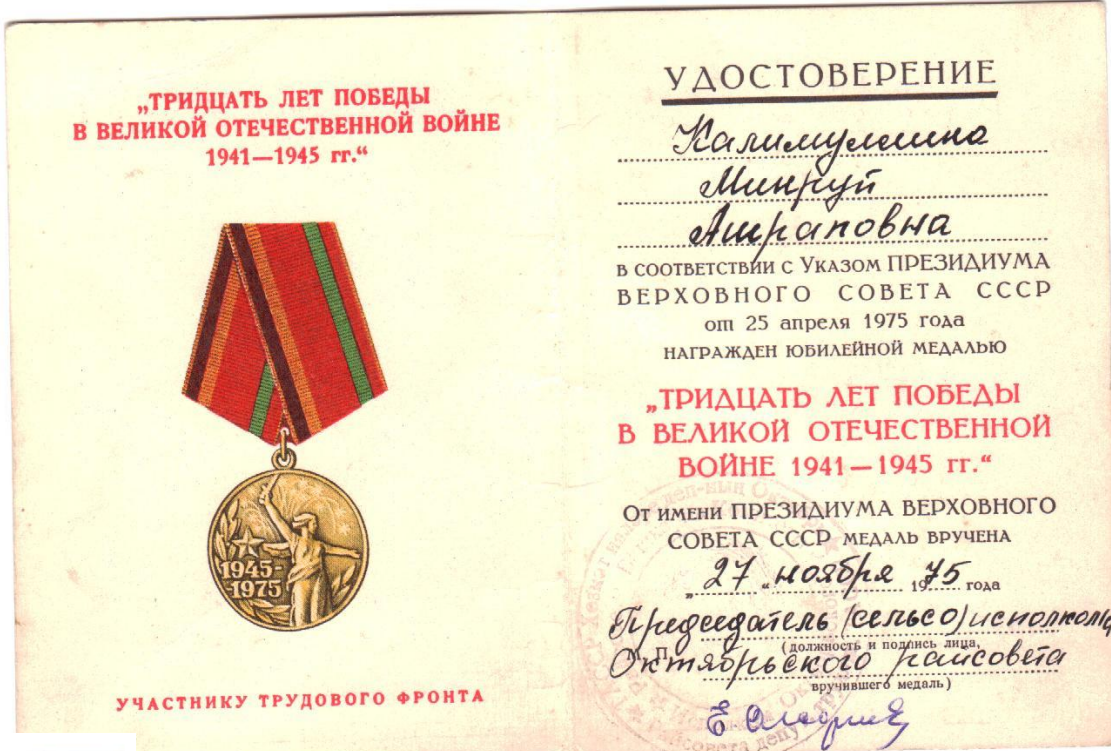 „ТРИДЦАТЬ ЛЕТ ПОБЕДЫ
В ВЕЛИКОЙ ОТЕЧЕСТВЕННОЙ ВОЙНЕ
1941—1945 гг.“
1945-
1975
УЧАСТНИКУ ТРУДОВОГО ФРОНТА
УДОСТОВЕРЕНИЕ
Калимуллина
Минруй
Ашраповна
в соответствии с Указом ПРЕЗИДИУМА
ВЕРХОВНОГО СОВЕТА СССР
от 25 апреля 1975 года
награжден юбилейной медалью
„ТРИДЦАТЬ ЛЕТ ПОБЕДЫ
В ВЕЛИКОЙ ОТЕЧЕСТВЕННОЙ
ВОЙНЕ 1941—1945 гг.“
От имени ПРЕЗИДИУМА ВЕРХОВНОГО
СОВЕТА СССР медаль вручена
„27“ ноября 1975 года
Председатель (сельсо) исполкома
М. П. (должность и подпись лица,
Октябрьского райсовета
вручившего медаль)